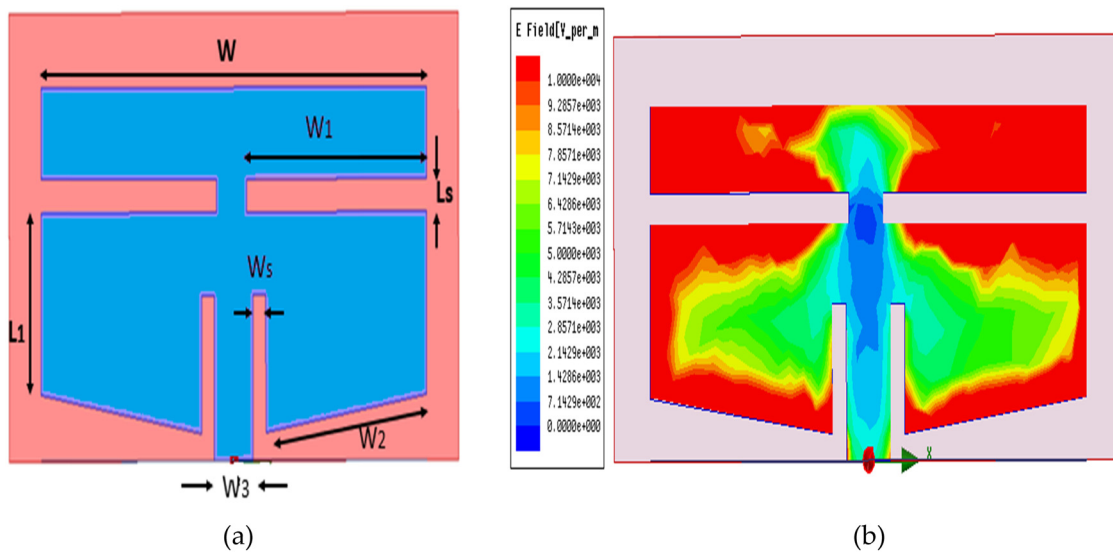 W
W1
Ls
Ws
L1
W2
W3
(a)
E Field[V_per_m
1.0000e+004
9.2857e+003
8.5714e+003
7.8571e+003
7.1429e+003
6.4286e+003
5.7143e+003
5.0000e+003
4.2857e+003
3.5714e+003
2.8571e+003
2.1429e+003
1.4286e+003
7.1429e+002
0.0000e+000
X
(b)